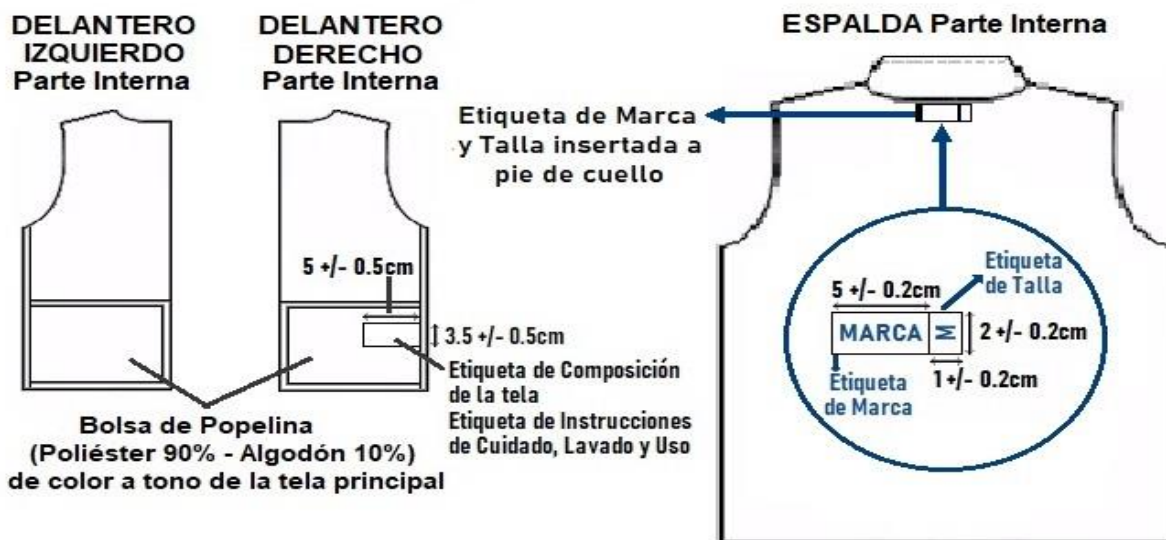 DELANTERO
IZQUIERDO
Parte Interna
DELANTERO
DERECHO
Parte Interna
5 +/- 0.5cm
3.5 +/- 0.5cm
Etiqueta de Composición
de la tela
Etiqueta de Instrucciones
de Cuidado, Lavado y Uso
Bolsa de Popelina
(Poliéster 90% - Algodón 10%)
de color a tono de la tela principal
ESPALDA Parte Interna
Etiqueta de Marca
y Talla insertada a
pie de cuello
Etiqueta
de Talla
5 +/- 0.2cm
MARCA
M
2 +/- 0.2cm
1 +/- 0.2cm
Etiqueta
de Marca